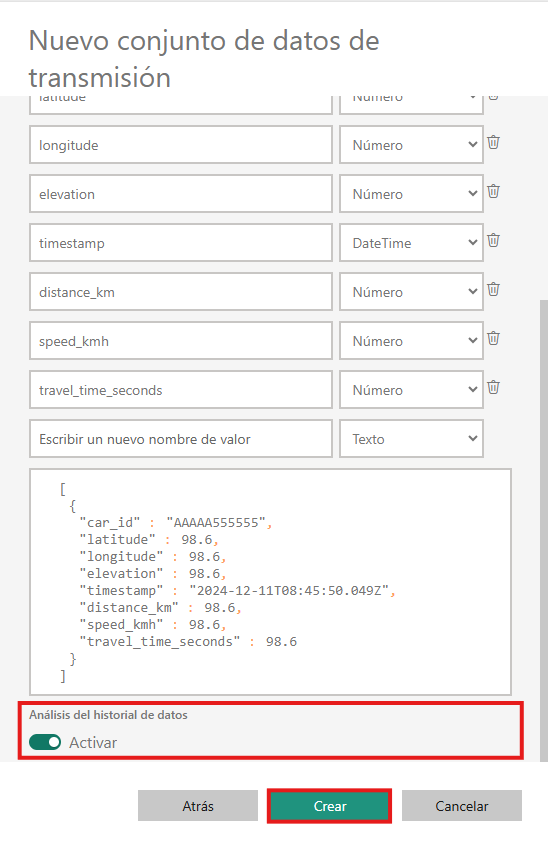 Nuevo conjunto de datos de
transmisión
latitude Número
longitude Número
elevation Número
timestamp DateTime
distance_km Número
speed_kmh Número
travel_time_seconds Número
Escribir un nuevo nombre de valor Texto
[
{
"car_id" : "AAAAA555555",
"latitude" : 98.6,
"longitude" : 98.6,
"elevation" : 98.6,
"timestamp" : "2024-12-11T08:45:50.049Z",
"distance_km" : 98.6,
"speed_kmh" : 98.6,
"travel_time_seconds" : 98.6
}
]
Análisis del historial de datos
Activar
Atrás Crear Cancelar